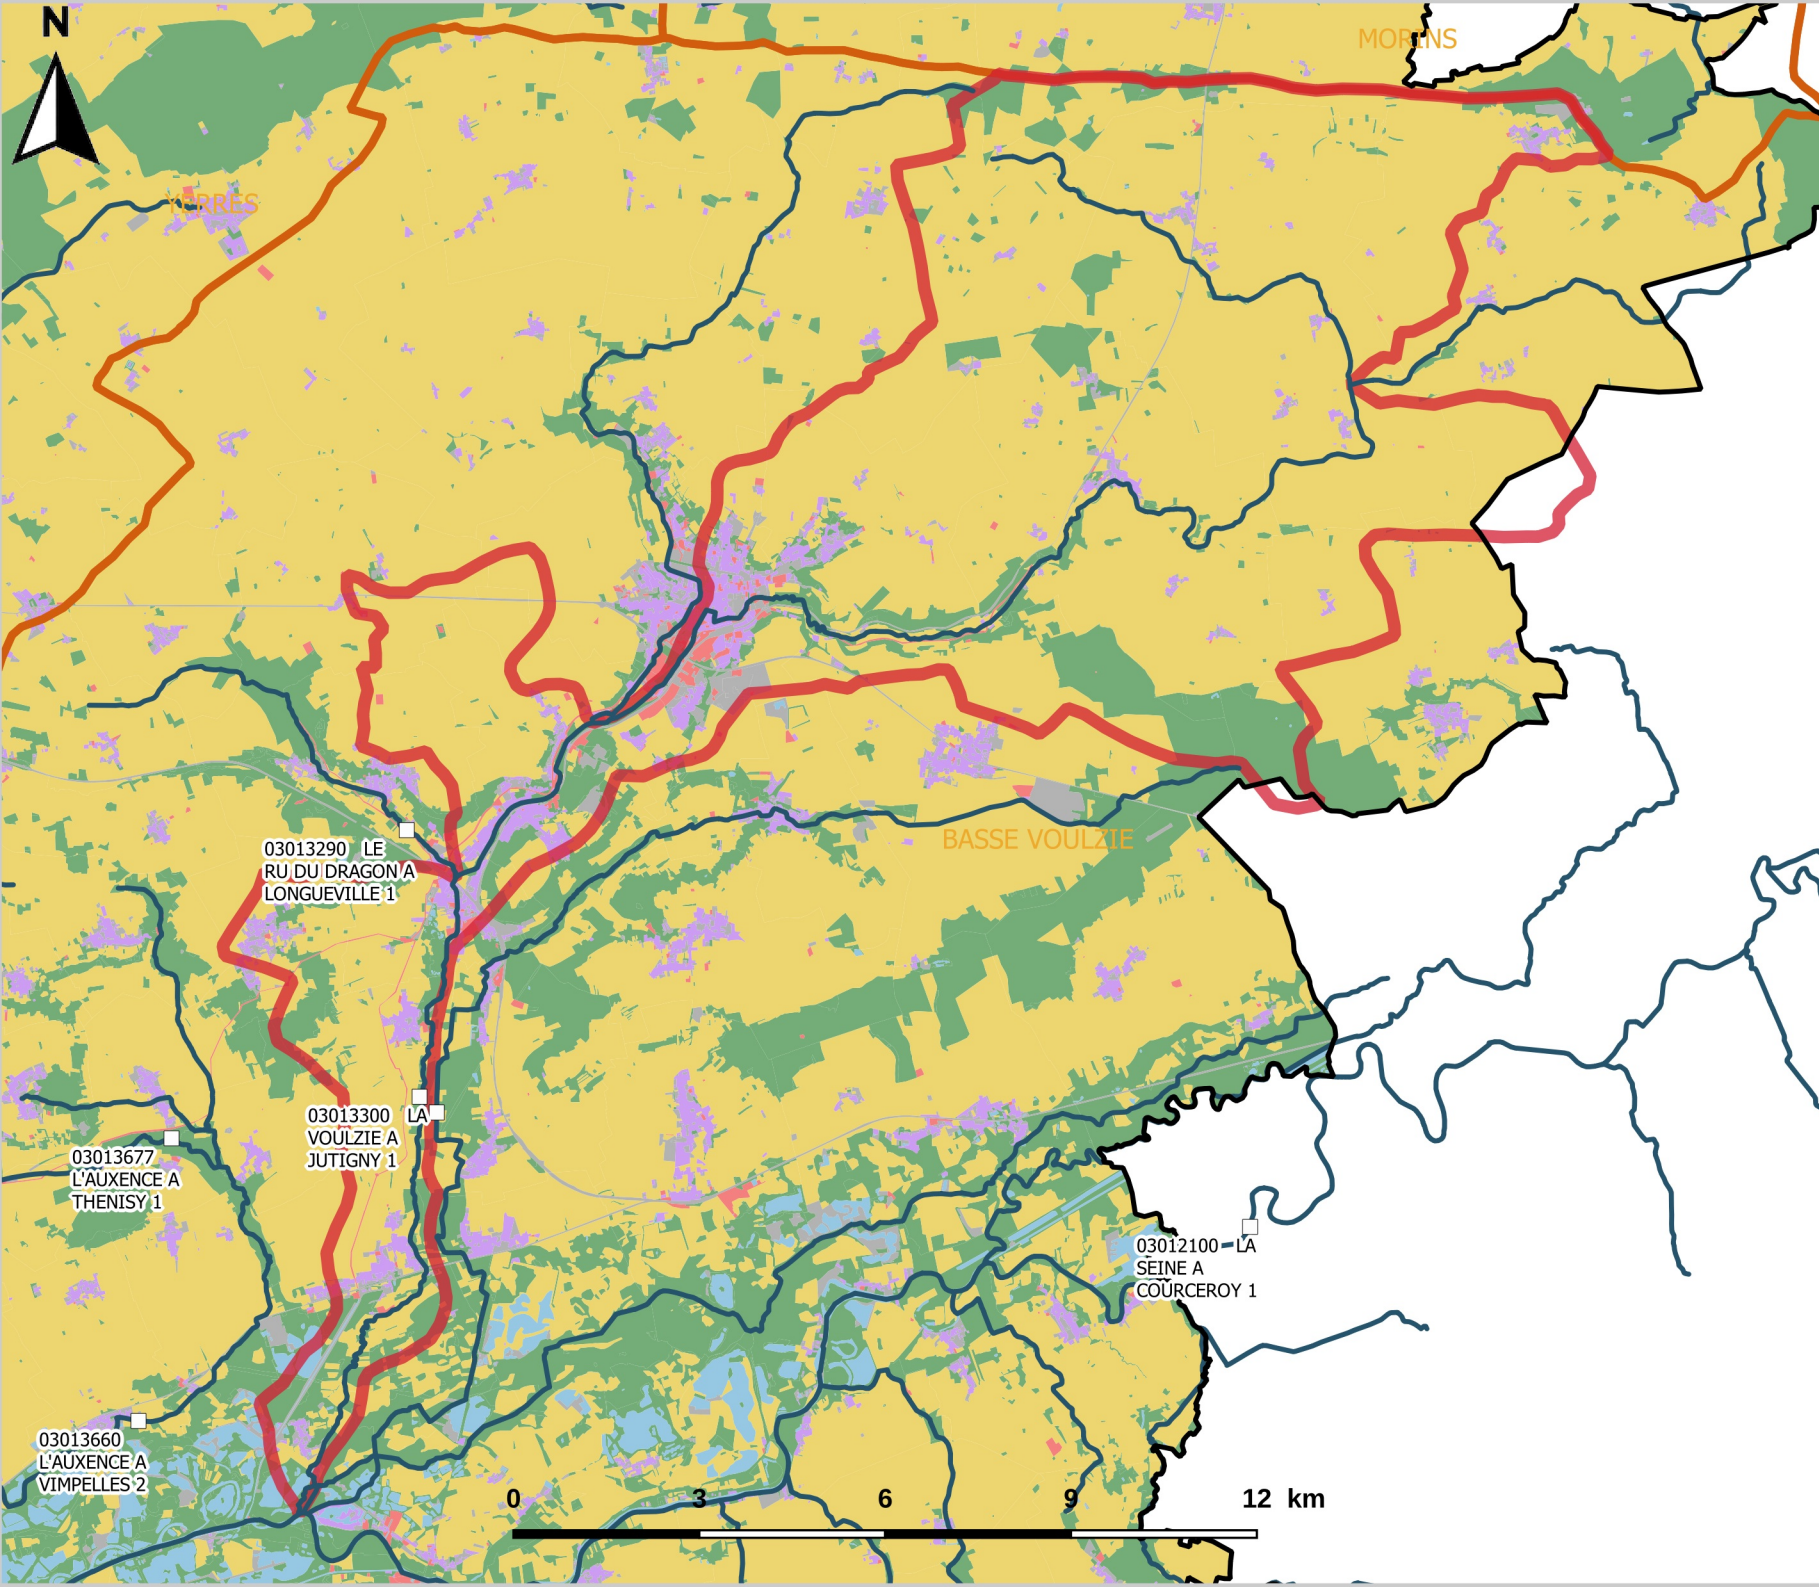 N
MORINS
YERRES
BASSE VOULZIE
03013290 LE
RU DU DRAGON A
LONGUEVILLE 1
03013300 LA
VOULZIE A
JUTIGNY 1
03013677
L'AUXENCE A
THENISY 1
03012100 LA
SEINE A
COURCEROY 1
03013660
L'AUXENCE A
VIMPELLES 2
0 3 6 9 12 km